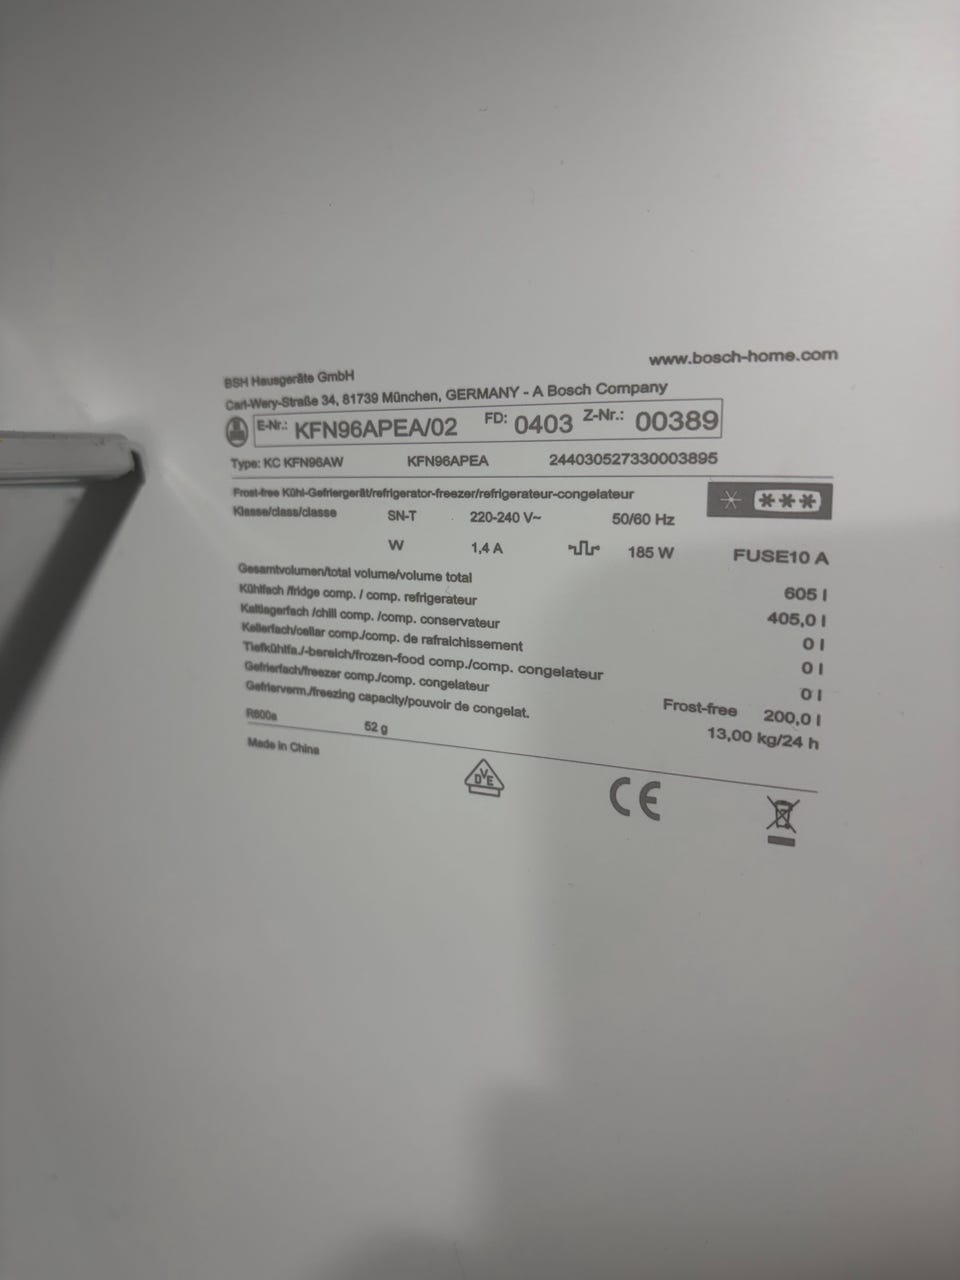 www.bosch-home.com
BSH Hausgeräte GmbH
Carl-Wery-Straße 34, 81739 München, GERMANY - A Bosch Company
E-Nr.: KFN96APEA/02 FD: 0403 Z-Nr.: 00389
Type: KC KFN96AW KFN96APEA 244030527330003895
Frost-free Kühl-Gefriergerät/refrigerator-freezer/refrigerateur-congelateur
Klasse/class/classe SN-T 220-240 V~ 50/60 Hz
W 1,4 A 185 W FUSE10 A
Gesamtvolumen/total volume/volume total 605 l
Kühlfach /fridge comp. / comp. refrigerateur 405,0 l
Kaltlagerfach /chill comp. /comp. conservateur 0 l
Kellerfach/cellar comp./comp. de rafraichissement 0 l
Tiefkühlfa./-bereich/frozen-food comp./comp. congelateur 0 l
Gefrierfach/freezer comp./comp. congelateur Frost-free 200,0 l
Gefrierverm./freezing capacity/pouvoir de congelat. 13,00 kg/24 h
R600a 52 g
Made in China
DVE
CE